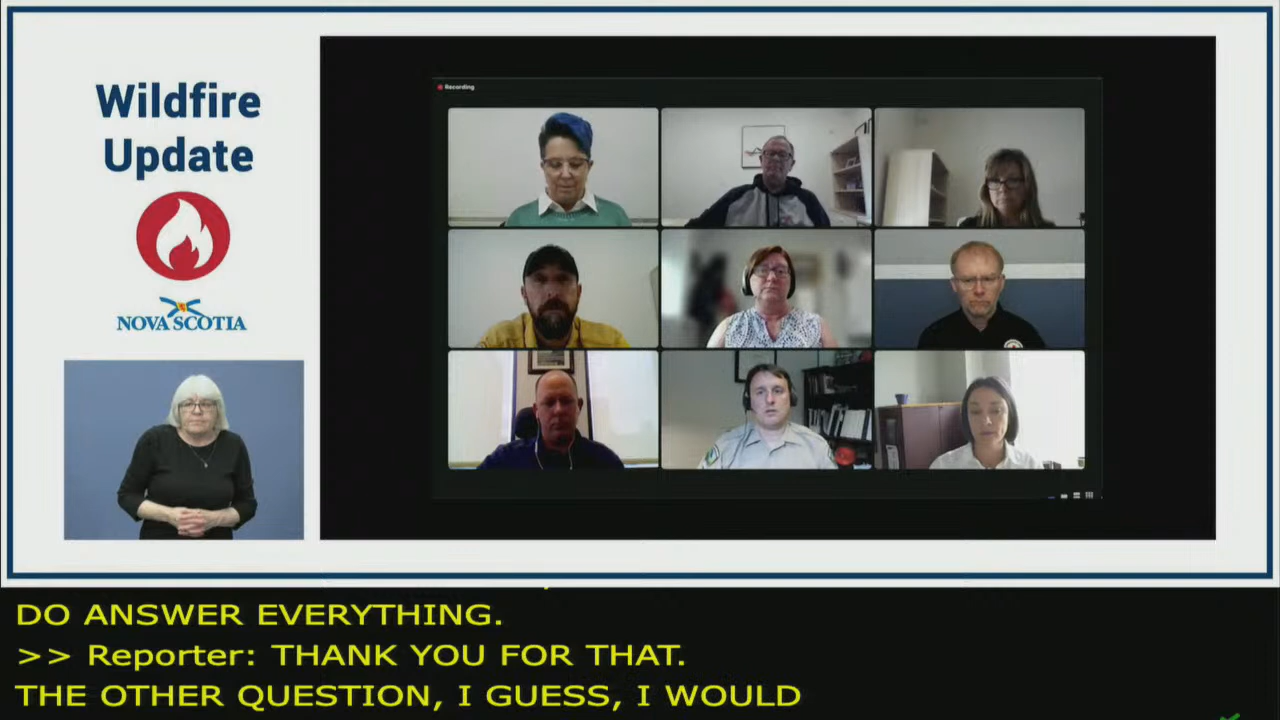 Wildfire
Update
NOVA SCOTIA
Recording
DO ANSWER EVERYTHING.
>> Reporter: THANK YOU FOR THAT.
THE OTHER QUESTION, I GUESS, I WOULD